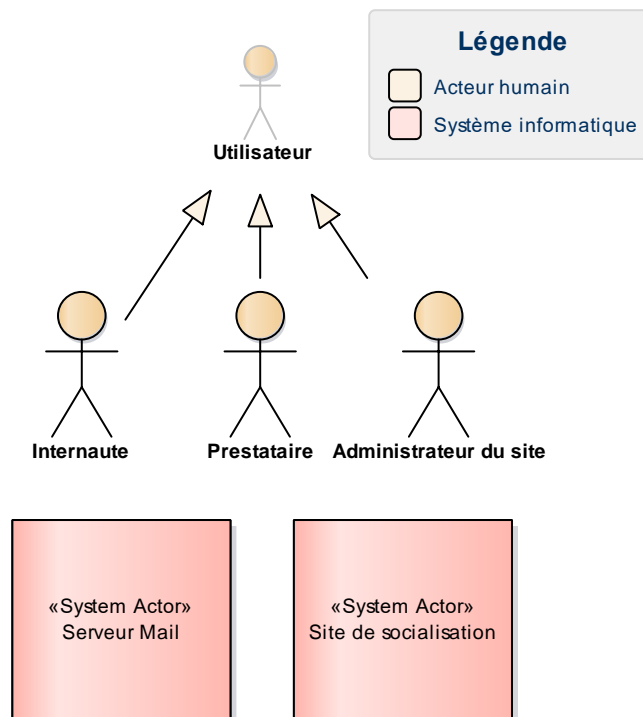 Légende
Acteur humain
Système informatique
Utilisateur
Internaute
Prestataire
Administrateur du site
«System Actor»
Serveur Mail
«System Actor»
Site de socialisation